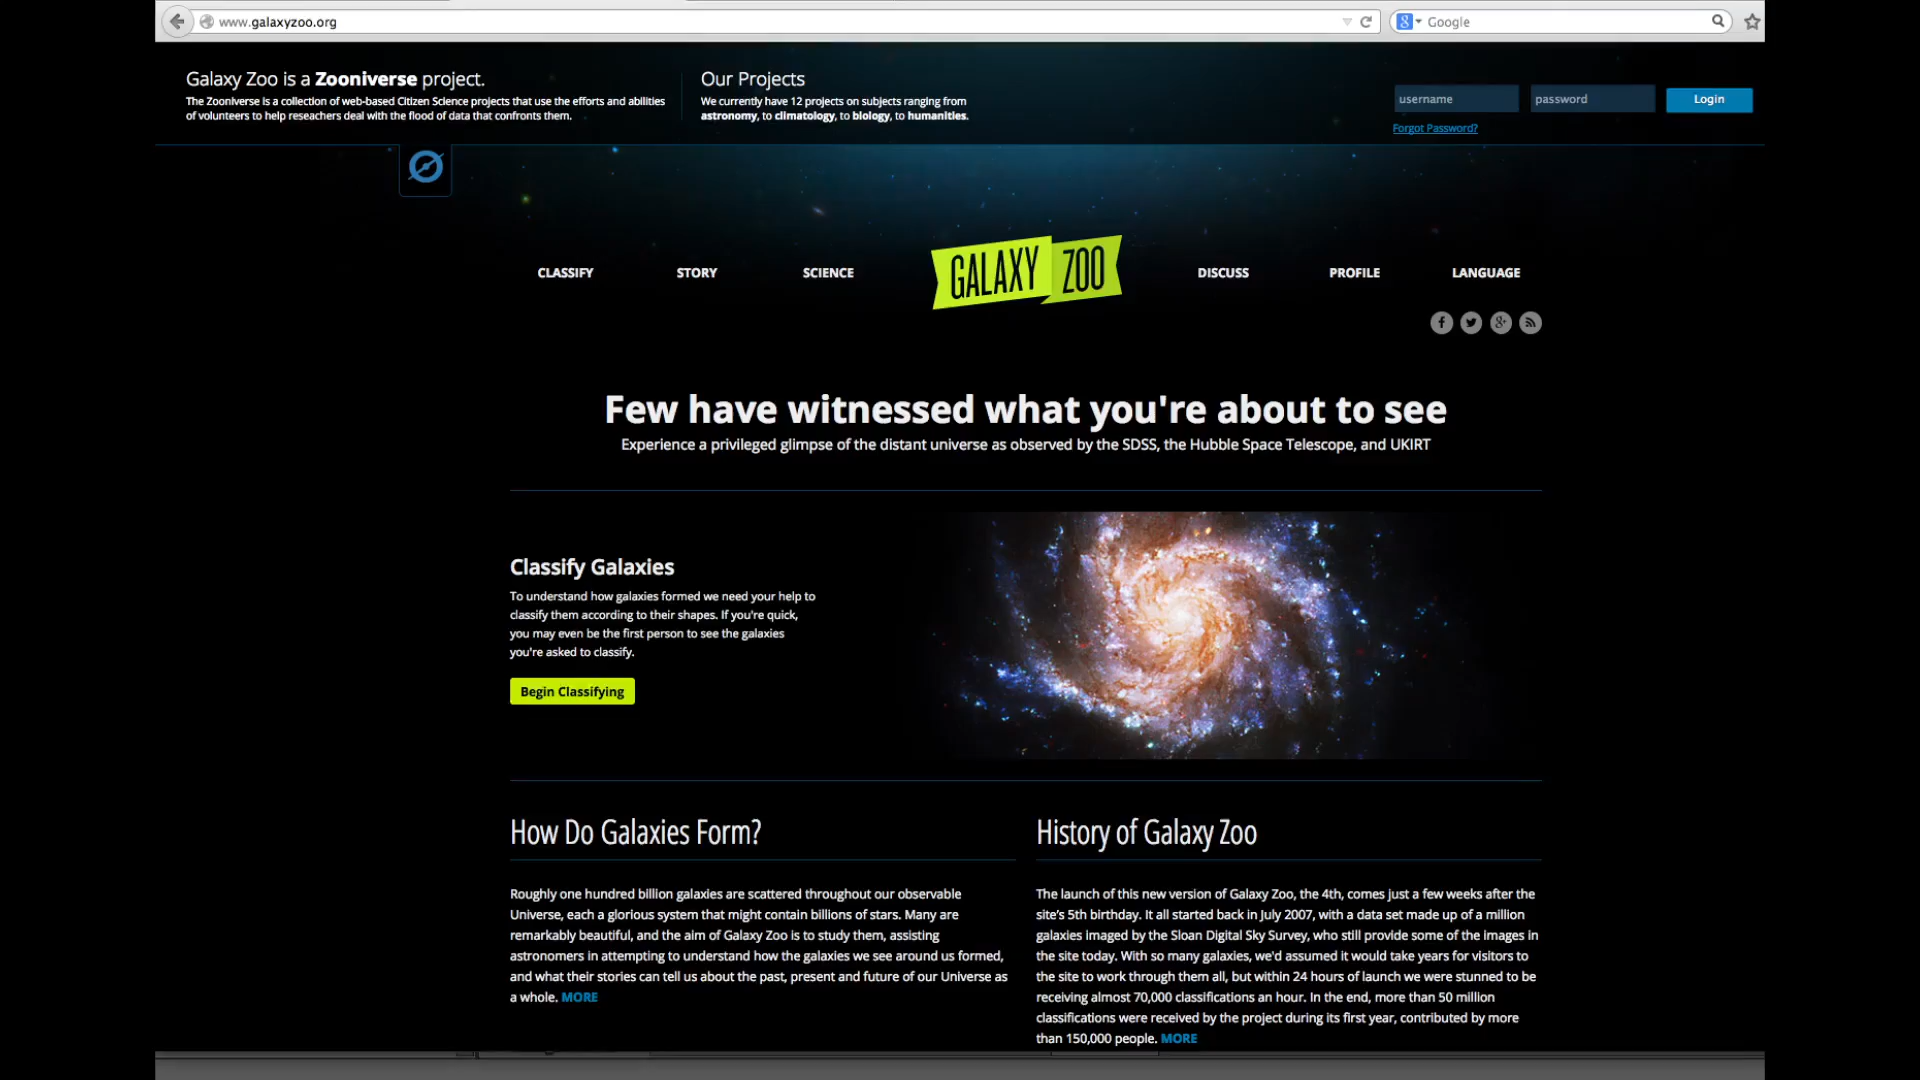 www.galaxyzoo.org
Google
Galaxy Zoo is a Zooniverse project.
The Zooniverse is a collection of web-based Citizen Science projects that use the efforts and abilities
of volunteers to help reseachers deal with the flood of data that confronts them.
Our Projects
We currently have 12 projects on subjects ranging from
astronomy, to climatology, to biology, to humanities.
username
password
Login
Forgot Password?
CLASSIFY
STORY
SCIENCE
GALAXY ZOO
DISCUSS
PROFILE
LANGUAGE
Few have witnessed what you're about to see
Experience a privileged glimpse of the distant universe as observed by the SDSS, the Hubble Space Telescope, and UKIRT
Classify Galaxies
To understand how galaxies formed we need your help to
classify them according to their shapes. If you're quick,
you may even be the first person to see the galaxies
you're asked to classify.
Begin Classifying
How Do Galaxies Form?
Roughly one hundred billion galaxies are scattered throughout our observable
Universe, each a glorious system that might contain billions of stars. Many are
remarkably beautiful, and the aim of Galaxy Zoo is to study them, assisting
astronomers in attempting to understand how the galaxies we see around us formed,
and what their stories can tell us about the past, present and future of our Universe as
a whole. MORE
History of Galaxy Zoo
The launch of this new version of Galaxy Zoo, the 4th, comes just a few weeks after the
site's 5th birthday. It all started back in July 2007, with a data set made up of a million
galaxies imaged by the Sloan Digital Sky Survey, who still provide some of the images in
the site today. With so many galaxies, we'd assumed it would take years for visitors to
the site to work through them all, but within 24 hours of launch we were stunned to be
receiving almost 70,000 classifications an hour. In the end, more than 50 million
classifications were received by the project during its first year, contributed by more
than 150,000 people. MORE